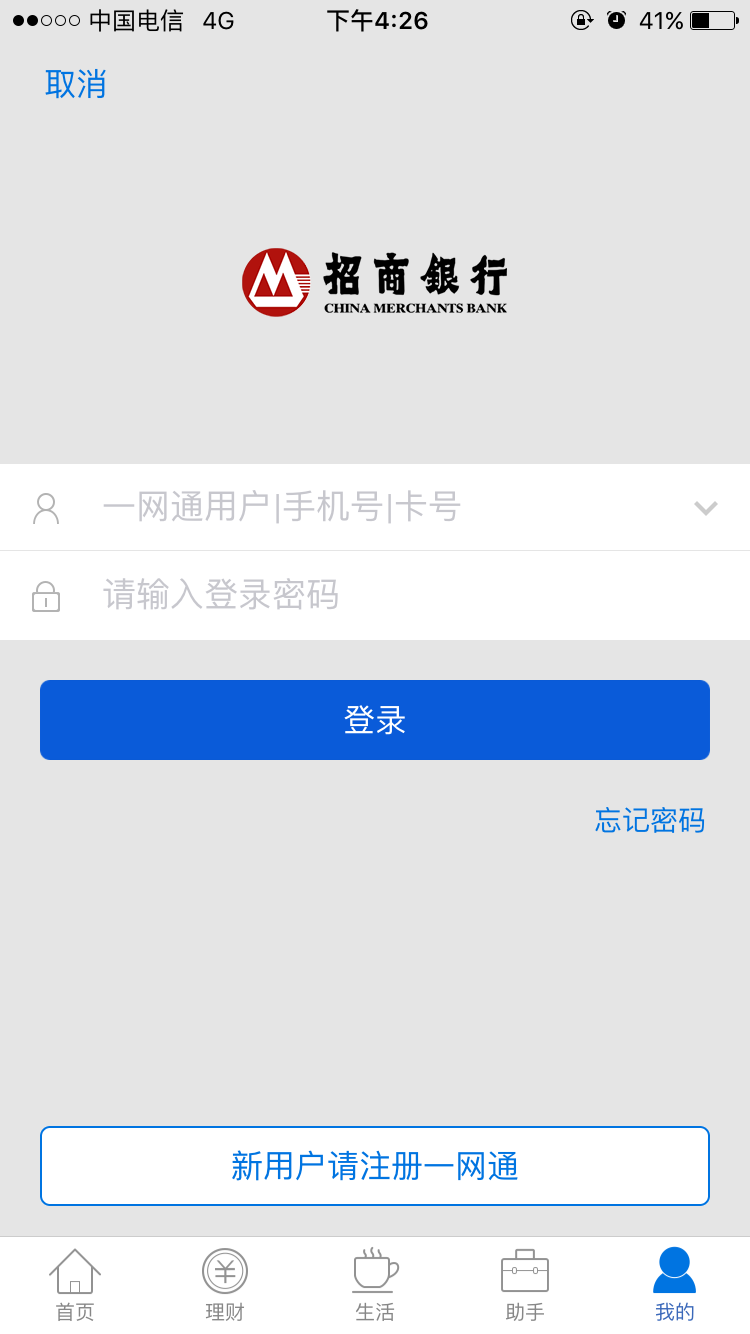 中国电信 4G 下午4:26 41%
取消
招商銀行
CHINA MERCHANTS BANK
一网通用户|手机号|卡号
请输入登录密码
登录
忘记密码
新用户请注册一网通
首页 理财 生活 助手 我的